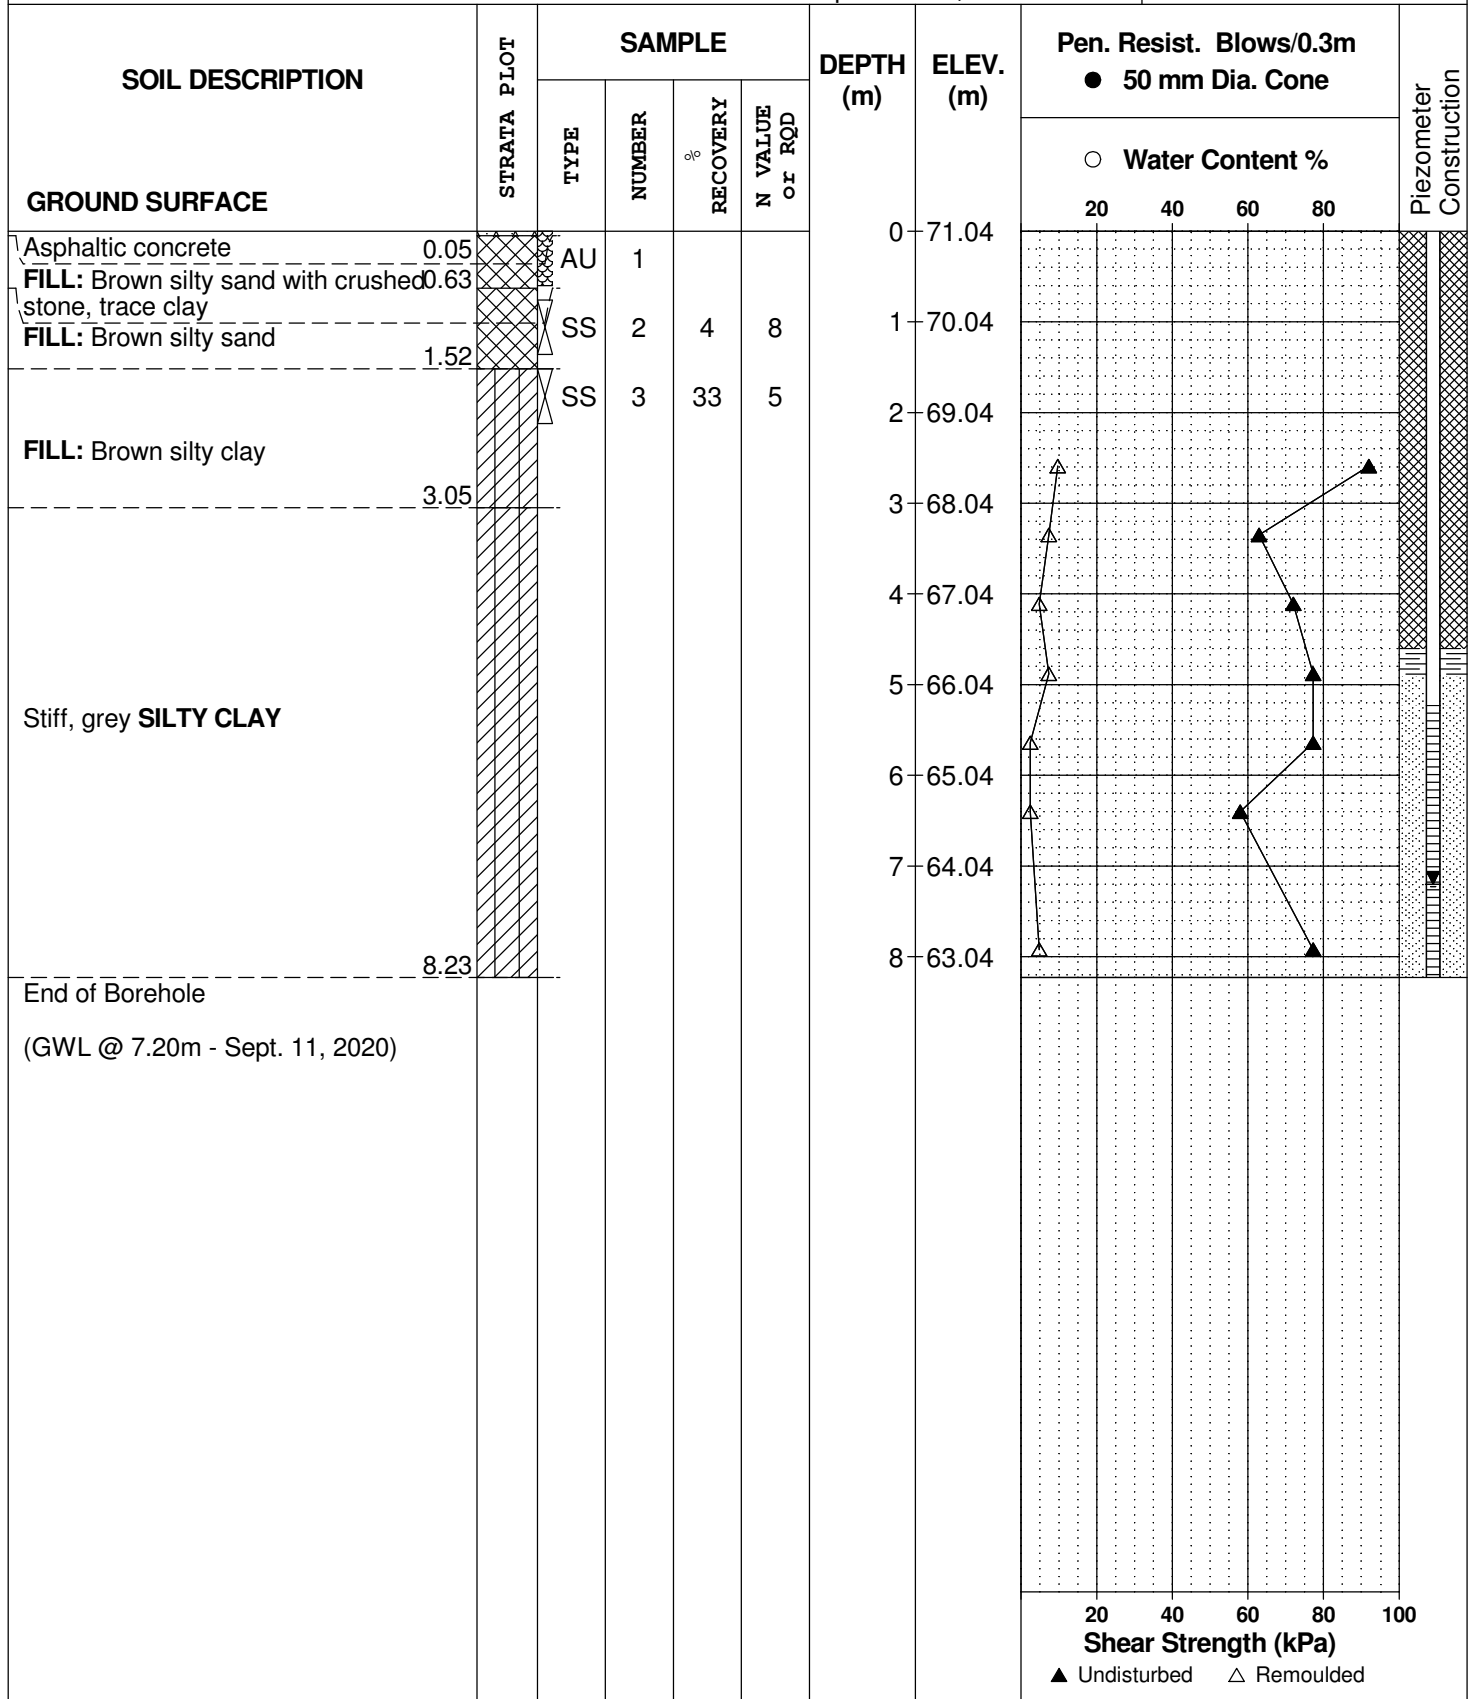 SOIL DESCRIPTION
GROUND SURFACE
STRATA PLOT
SAMPLE
TYPE
NUMBER
% RECOVERY
N VALUE or RQD
DEPTH (m)
ELEV. (m)
Pen. Resist. Blows/0.3m
● 50 mm Dia. Cone
○ Water Content %
20 40 60 80
Piezometer Construction
Asphaltic concrete 0.05
FILL: Brown silty sand with crushed 0.63
stone, trace clay
FILL: Brown silty sand
1.52
FILL: Brown silty clay
3.05
Stiff, grey SILTY CLAY
8.23
End of Borehole
(GWL @ 7.20m - Sept. 11, 2020)
AU 1
SS 2 4 8
SS 3 33 5
0 71.04
1 70.04
2 69.04
3 68.04
4 67.04
5 66.04
6 65.04
7 64.04
8 63.04
20 40 60 80 100
Shear Strength (kPa)
▲ Undisturbed △ Remoulded